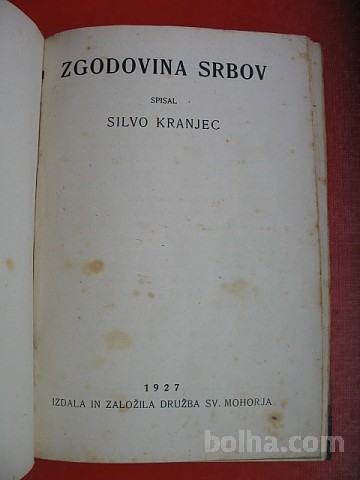 ZGODOVINA SRBOV
SPISAL
SILVO KRANJEC
1927
IZDALA IN ZALOŽILA DRUŽBA SV. MOHORJA
bolha.com